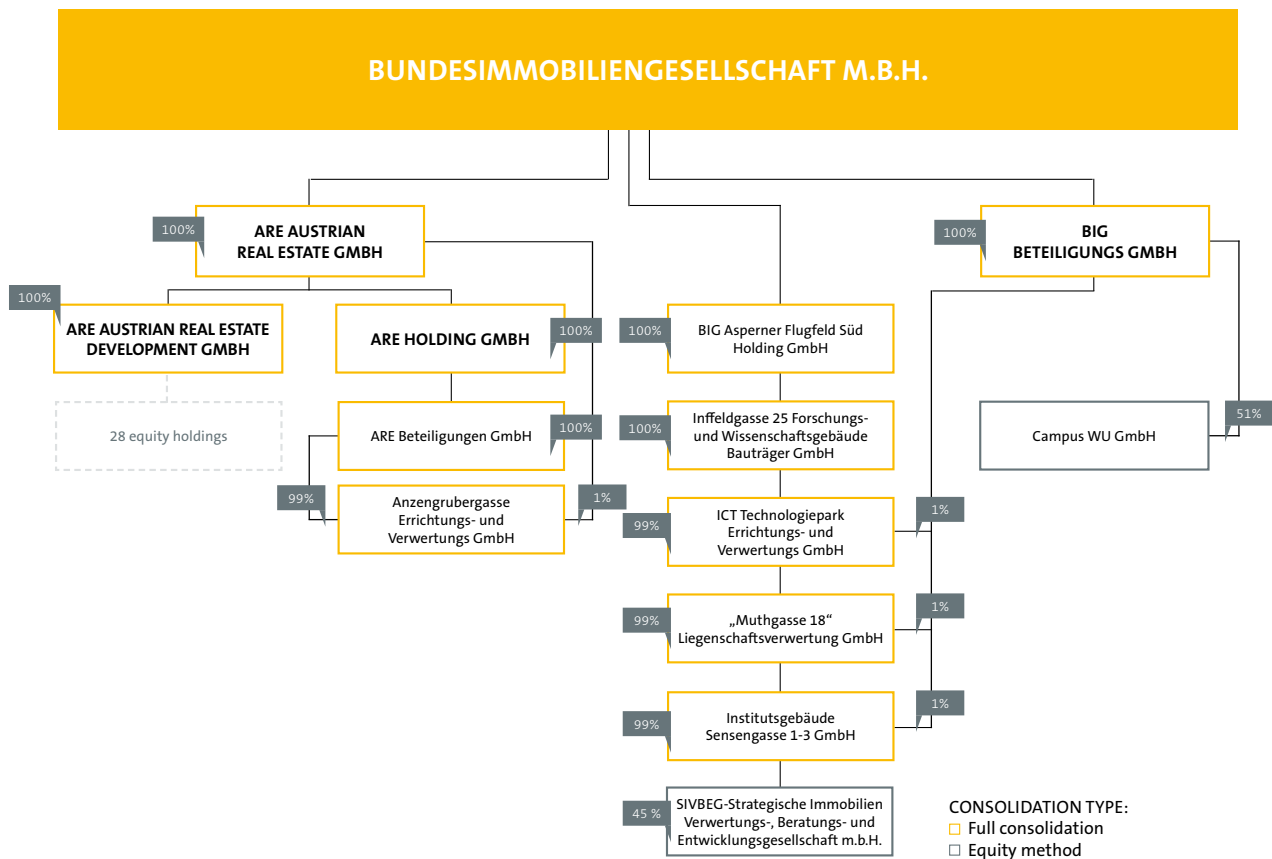 BUNDESIMMOBILIENGESELLSCHAFT M.B.H.
100%
ARE AUSTRIAN
REAL ESTATE GMBH
100%
BIG
BETEILIGUNGS GMBH
100%
ARE AUSTRIAN REAL ESTATE
DEVELOPMENT GMBH
ARE HOLDING GMBH
100%
100%
BIG Asperner Flugfeld Süd
Holding GmbH
28 equity holdings
ARE Beteiligungen GmbH
100%
100%
Inffeldgasse 25 Forschungs-
und Wissenschaftsgebäude
Bauträger GmbH
Campus WU GmbH
51%
99%
Anzengrubergasse
Errichtungs- und
Verwertungs GmbH
1%
99%
ICT Technologiepark
Errichtungs- und
Verwertungs GmbH
1%
99%
„Muthgasse 18“
Liegenschaftsverwertung GmbH
1%
99%
Institutsgebäude
Sensengasse 1-3 GmbH
1%
45 %
SIVBEG-Strategische Immobilien
Verwertungs-, Beratungs- und
Entwicklungsgesellschaft m.b.H.
CONSOLIDATION TYPE:
Full consolidation
Equity method